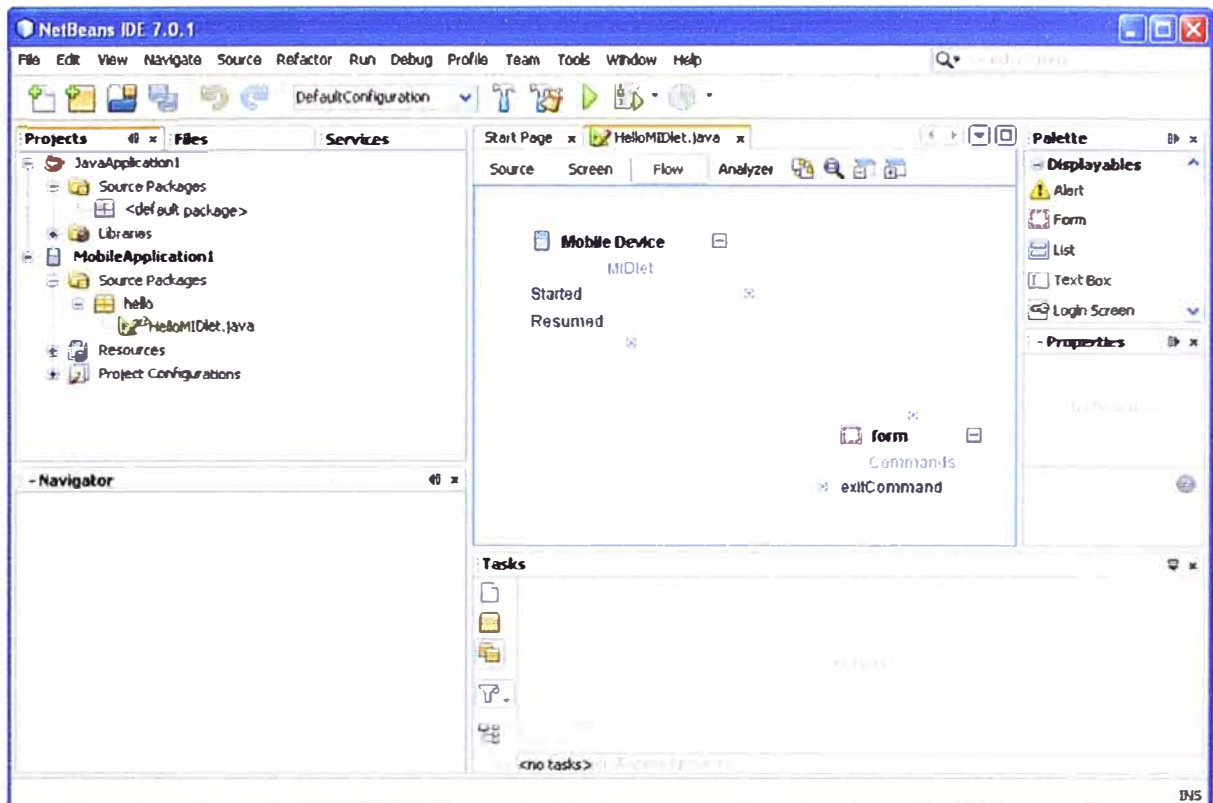 NetBeans IDE 7.0.1
File Edit View Navigate Source Refactor Run Debug Profile Team Tools Window Help
DefaultConfiguration
Projects Files Services
JavaApplication1
Source Packages
<default package>
Libraries
MobileApplication1
Source Packages
hello
HelloMIDlet.java
Resources
Project Configurations
- Navigator
Start Page x HelloMIDlet.java x
Source Screen Flow Analyzer
Mobile Device
MIDlet
Started
Resumed
form
Commands
exitCommand
Palette
Displayables
Alert
Form
List
Text Box
Login Screen
- Properties
Tasks
<no tasks>
INS